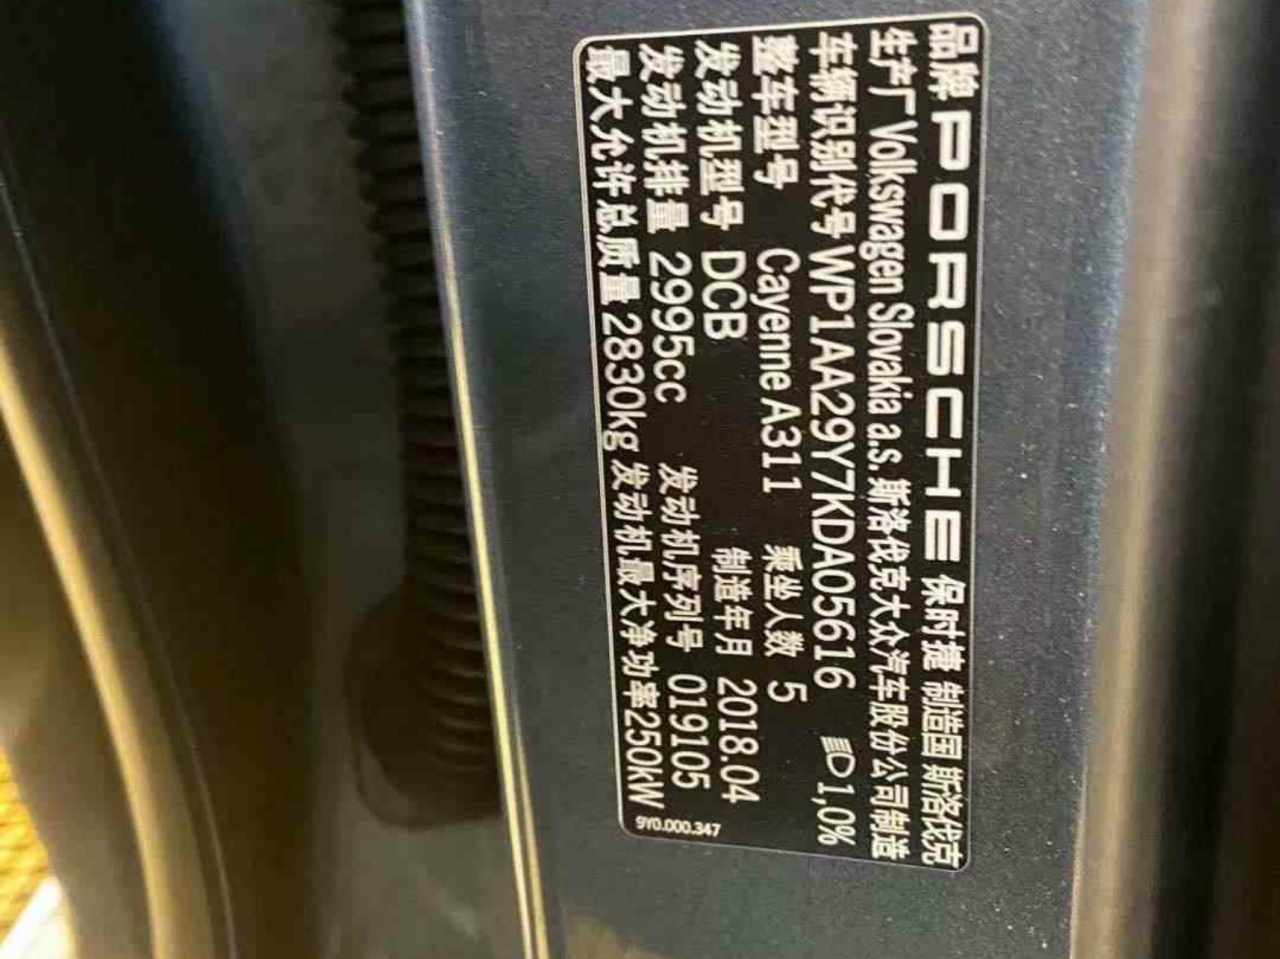 品牌 PORSCHE 保时捷 制造国 斯洛伐克
生产厂 Volkswagen Slovakia a.s. 斯洛伐克大众汽车股份公司制造
车辆识别代号 WP1AA29Y7KDA05616 1,0%
整车型号 Cayenne A311 乘坐人数 5
发动机型号 DCB 制造年月 2018.04
发动机排量 2995cc 发动机序列号 019105
最大允许总质量 2830kg 发动机最大净功率250kW
9Y0.000.347